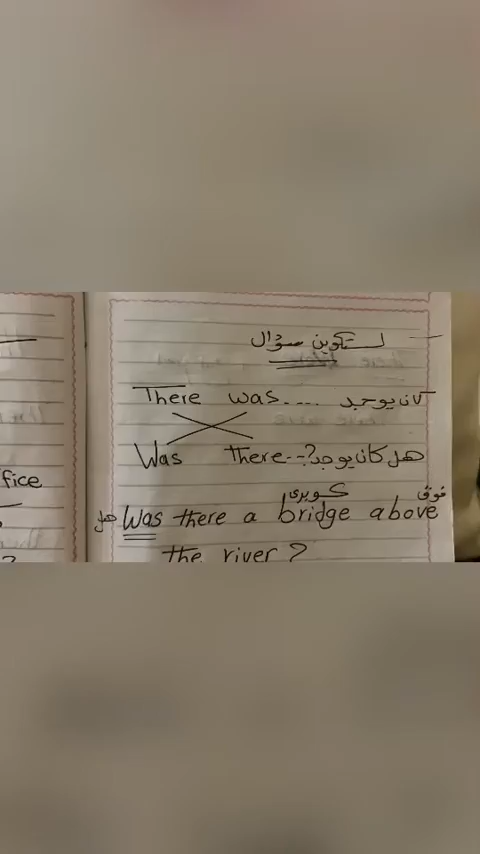 لتكوين سؤال
There was.... كان يوجد
Was there--? هل كان يوجد
كوبرى فوق
هل Was there a bridge above
the river?
fice